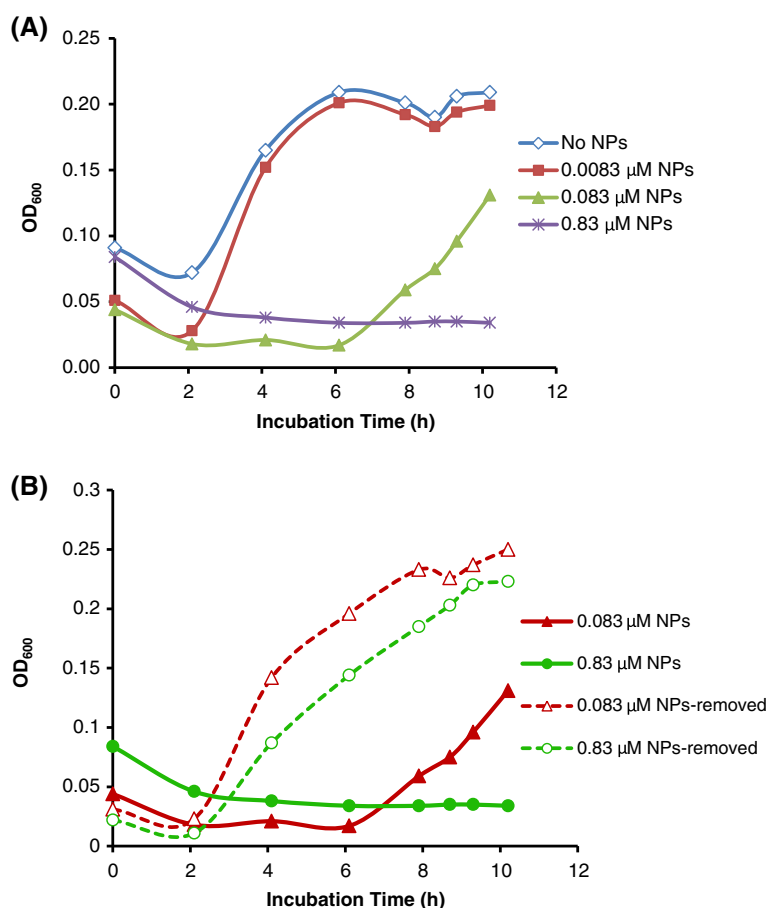 (A)
0.25
0.20
0.15
0.10
0.05
0.00
OD600
0 2 4 6 8 10 12
Incubation Time (h)
No NPs
0.0083 µM NPs
0.083 µM NPs
0.83 µM NPs
(B)
0.3
0.25
0.2
0.15
0.1
0.05
0
OD600
0 2 4 6 8 10 12
Incubation Time (h)
0.083 µM NPs
0.83 µM NPs
0.083 µM NPs-removed
0.83 µM NPs-removed